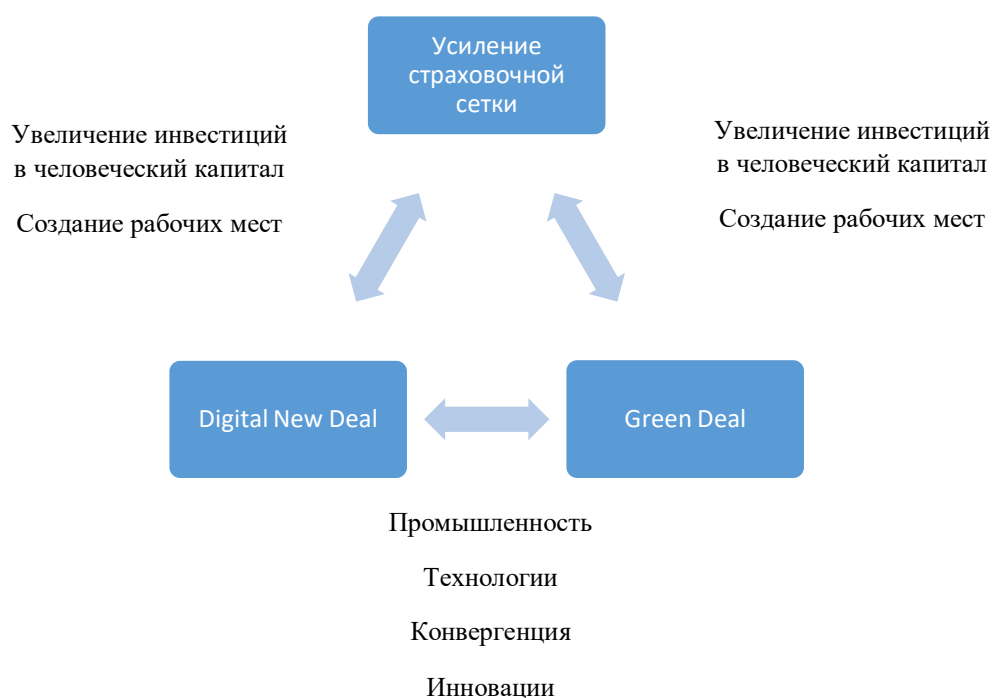 Усиление
страховочной
сетки
Увеличение инвестиций
в человеческий капитал
Создание рабочих мест
Увеличение инвестиций
в человеческий капитал
Создание рабочих мест
Digital New Deal
Green Deal
Промышленность
Технологии
Конвергенция
Инновации